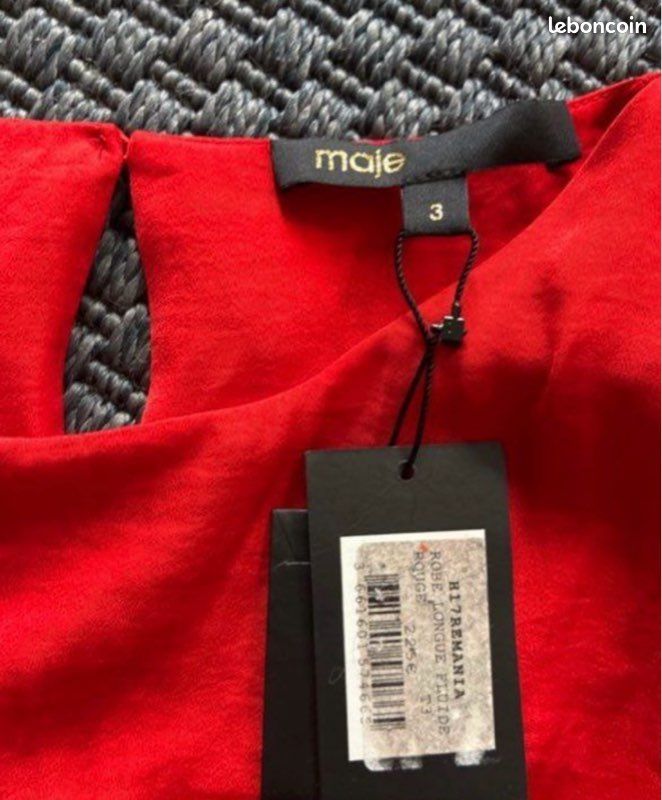 leboncoin
maje
3
H17REMANIA
ROBE LONGUE FLUIDE
ROUGE T3
225€